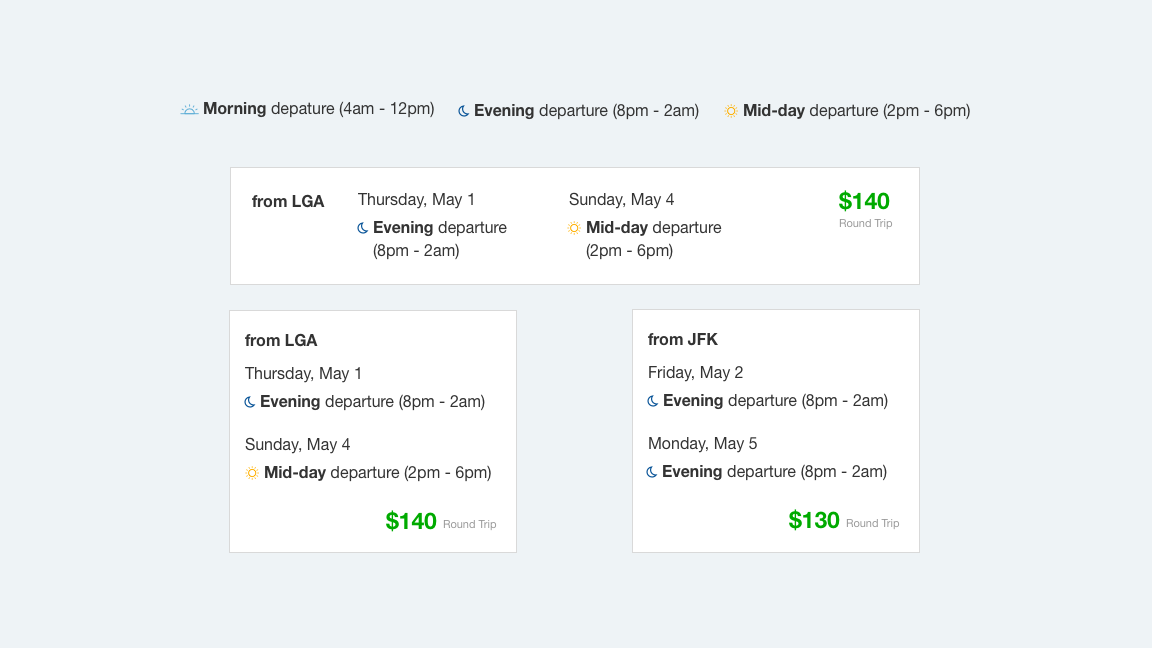 Morning depature (4am - 12pm)
Evening departure (8pm - 2am)
Mid-day departure (2pm - 6pm)
from LGA
Thursday, May 1
Evening departure
(8pm - 2am)
Sunday, May 4
Mid-day departure
(2pm - 6pm)
$140
Round Trip
from LGA
Thursday, May 1
Evening departure (8pm - 2am)
Sunday, May 4
Mid-day departure (2pm - 6pm)
$140 Round Trip
from JFK
Friday, May 2
Evening departure (8pm - 2am)
Monday, May 5
Evening departure (8pm - 2am)
$130 Round Trip